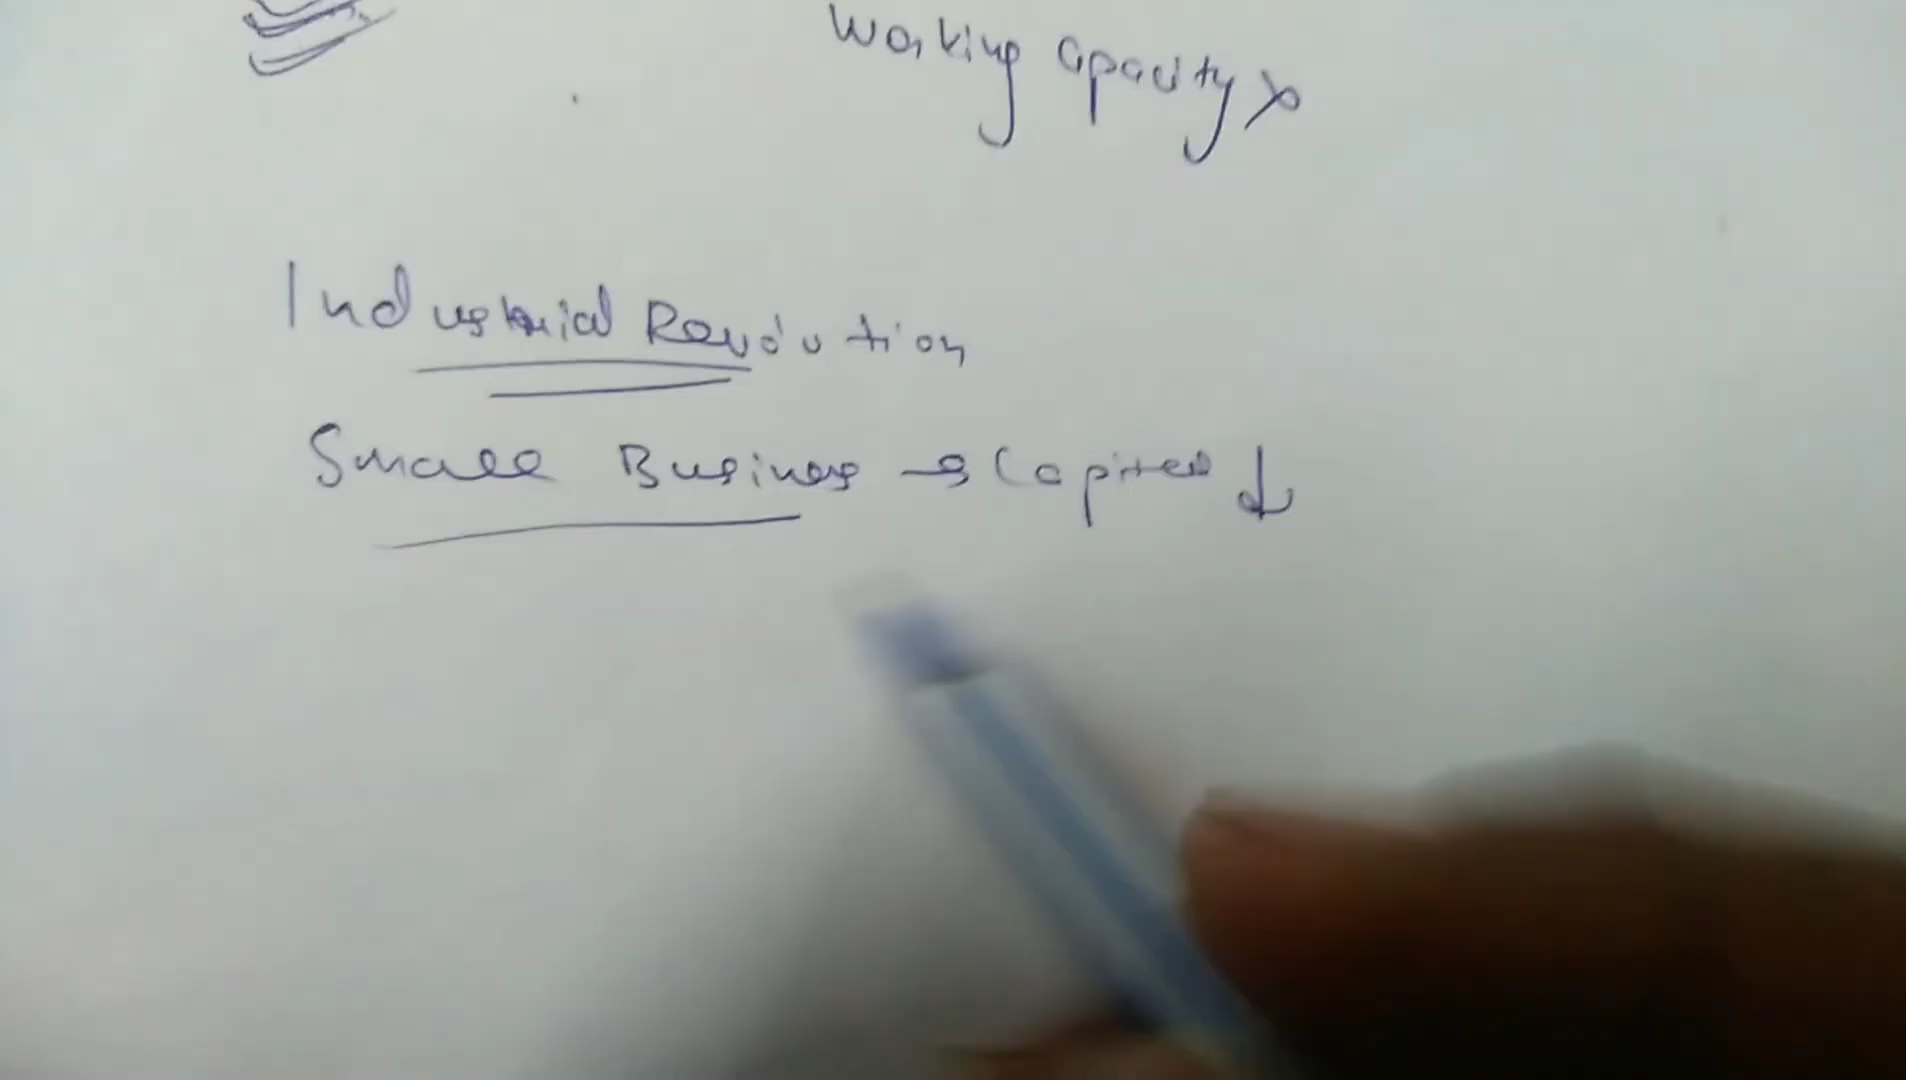 Working Capacity ×
Industrial Revolution
Small Business → Capital ↓